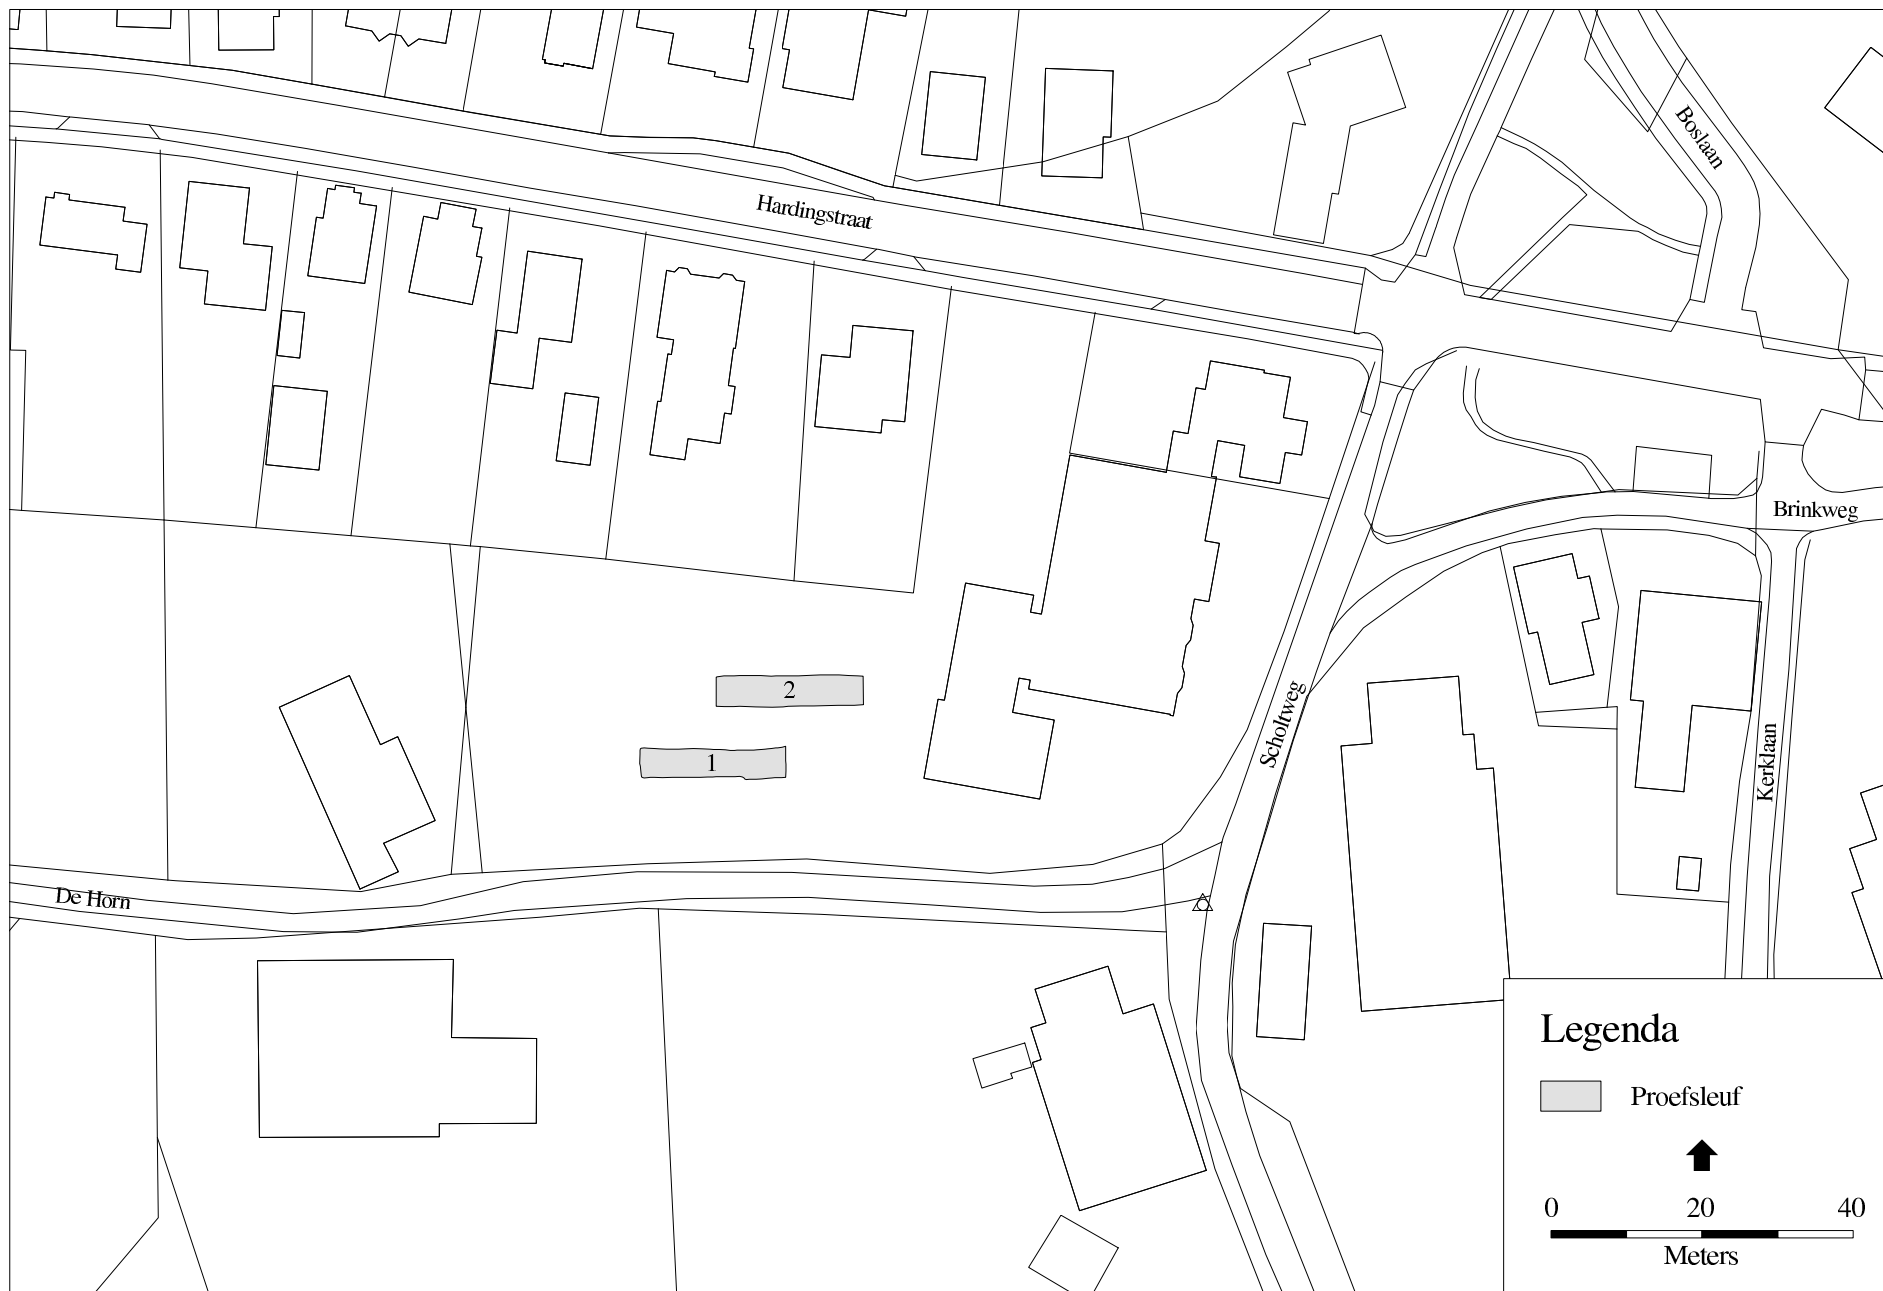 Boslaan
Hardingstraat
Brinkweg
2
Scholtweg
1
Kerklaan
De Horn
Legenda
Proefsleuf
0 20 40
Meters